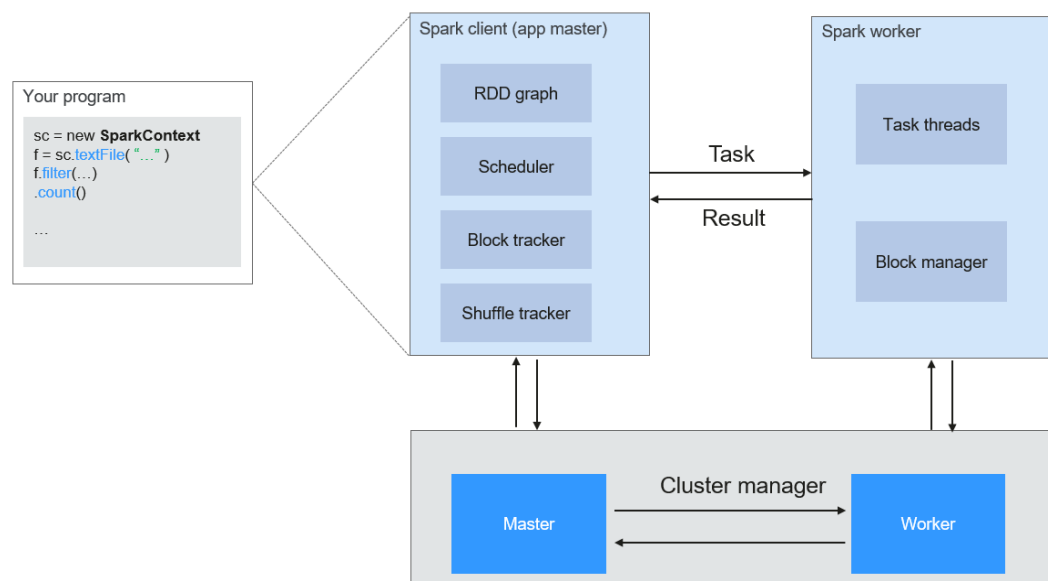 Your program
sc = new SparkContext
f = sc.textFile( “…” )
f.filter(…)
.count()
…
Spark client (app master)
RDD graph
Scheduler
Block tracker
Shuffle tracker
Task
Result
Spark worker
Task threads
Block manager
Cluster manager
Master
Worker